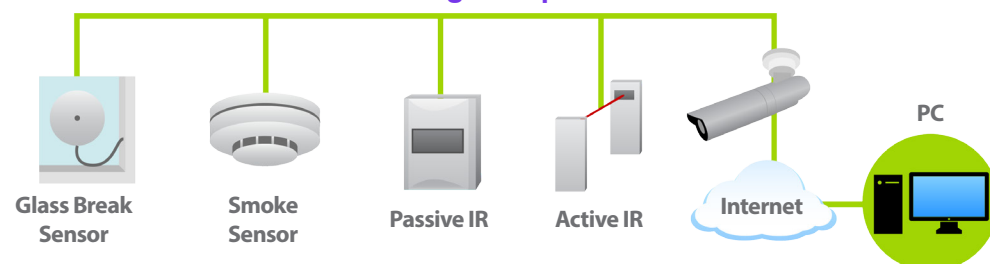 PC
Glass Break
Sensor
Smoke
Sensor
Passive IR
Active IR
Internet